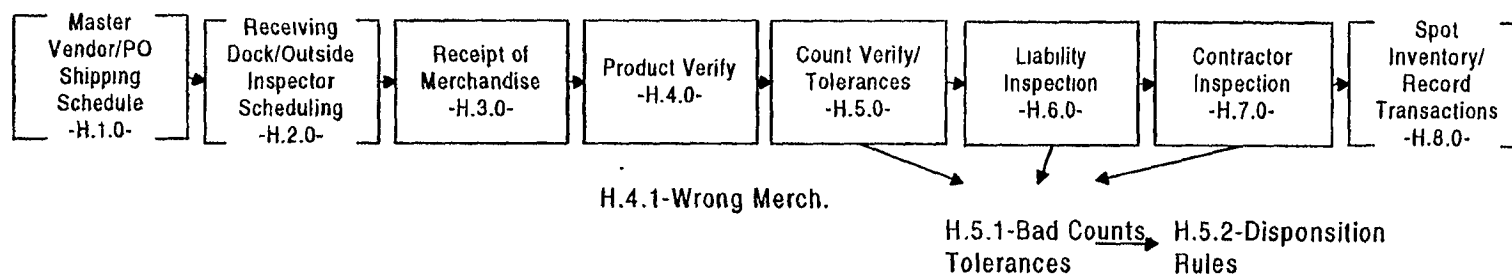 Master
Vendor/PO
Shipping
Schedule
-H.1.0-
Receiving
Dock/Outside
Inspector
Scheduling
-H.2.0-
Receipt of
Merchandise
-H.3.0-
Product Verify
-H.4.0-
Count Verify/
Tolerances
-H.5.0-
Liability
Inspection
-H.6.0-
Contractor
Inspection
-H.7.0-
Spot
Inventory/
Record
Transactions
-H.8.0-
H.4.1-Wrong Merch.
H.5.1-Bad Counts
Tolerances
H.5.2-Disponsition
Rules